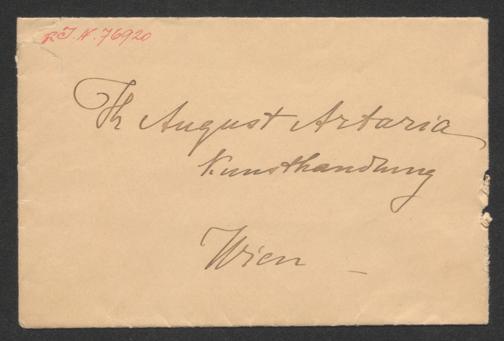 R. I. N. 76920
Hr August Artaria
Kunsthandlung
Wien